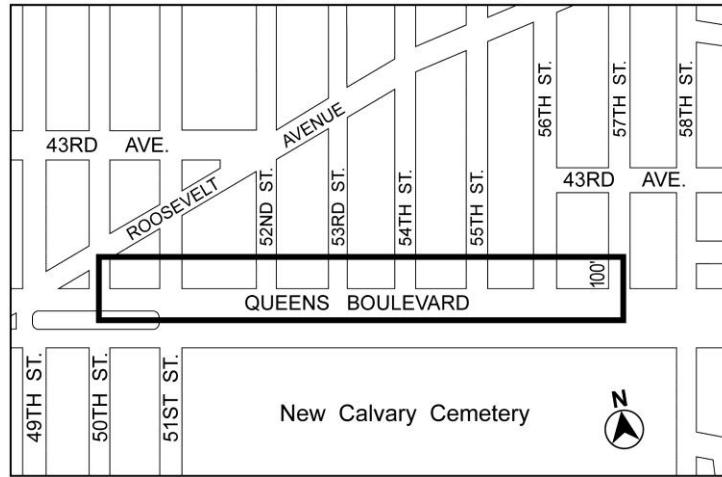 56TH ST.
57TH ST.
58TH ST.
43RD AVE.
ROOSEVELT AVENUE
52ND ST.
53RD ST.
54TH ST.
55TH ST.
43RD AVE.
100'
QUEENS BOULEVARD
49TH ST.
50TH ST.
51ST ST.
New Calvary Cemetery
N